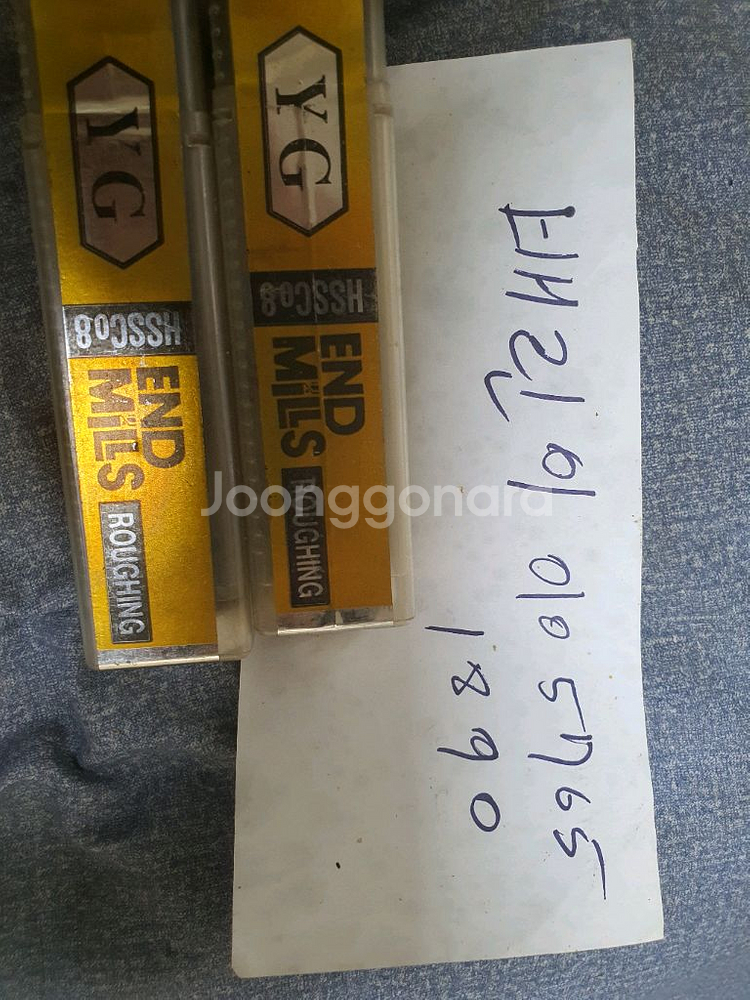 YG
HSSCo8
END
MILLS
ROUGHING
YG
HSSCo8
END
MILLS
ROUGHING
010 5765
1890
Joonggonara